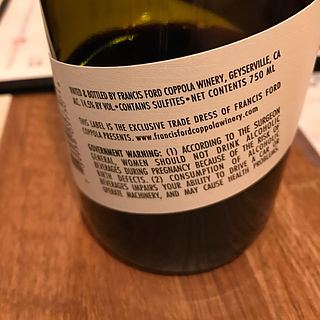 VINTED & BOTTLED BY FRANCIS FORD COPPOLA WINERY, GEYSERVILLE, CA
ALC. 14.5% BY VOL. • CONTAINS SULFITES • NET CONTENTS 750 ML
THIS LABEL IS THE EXCLUSIVE TRADE DRESS OF FRANCIS FORD
COPPOLA PRESENTS. www.francisfordcoppolawinery.com
GOVERNMENT WARNING: (1) ACCORDING TO THE SURGEON
GENERAL, WOMEN SHOULD NOT DRINK ALCOHOLIC
BEVERAGES DURING PREGNANCY BECAUSE OF THE RISK OF
BIRTH DEFECTS. (2) CONSUMPTION OF ALCOHOLIC
BEVERAGES IMPAIRS YOUR ABILITY TO DRIVE A CAR OR
OPERATE MACHINERY, AND MAY CAUSE HEALTH PROBLEMS.